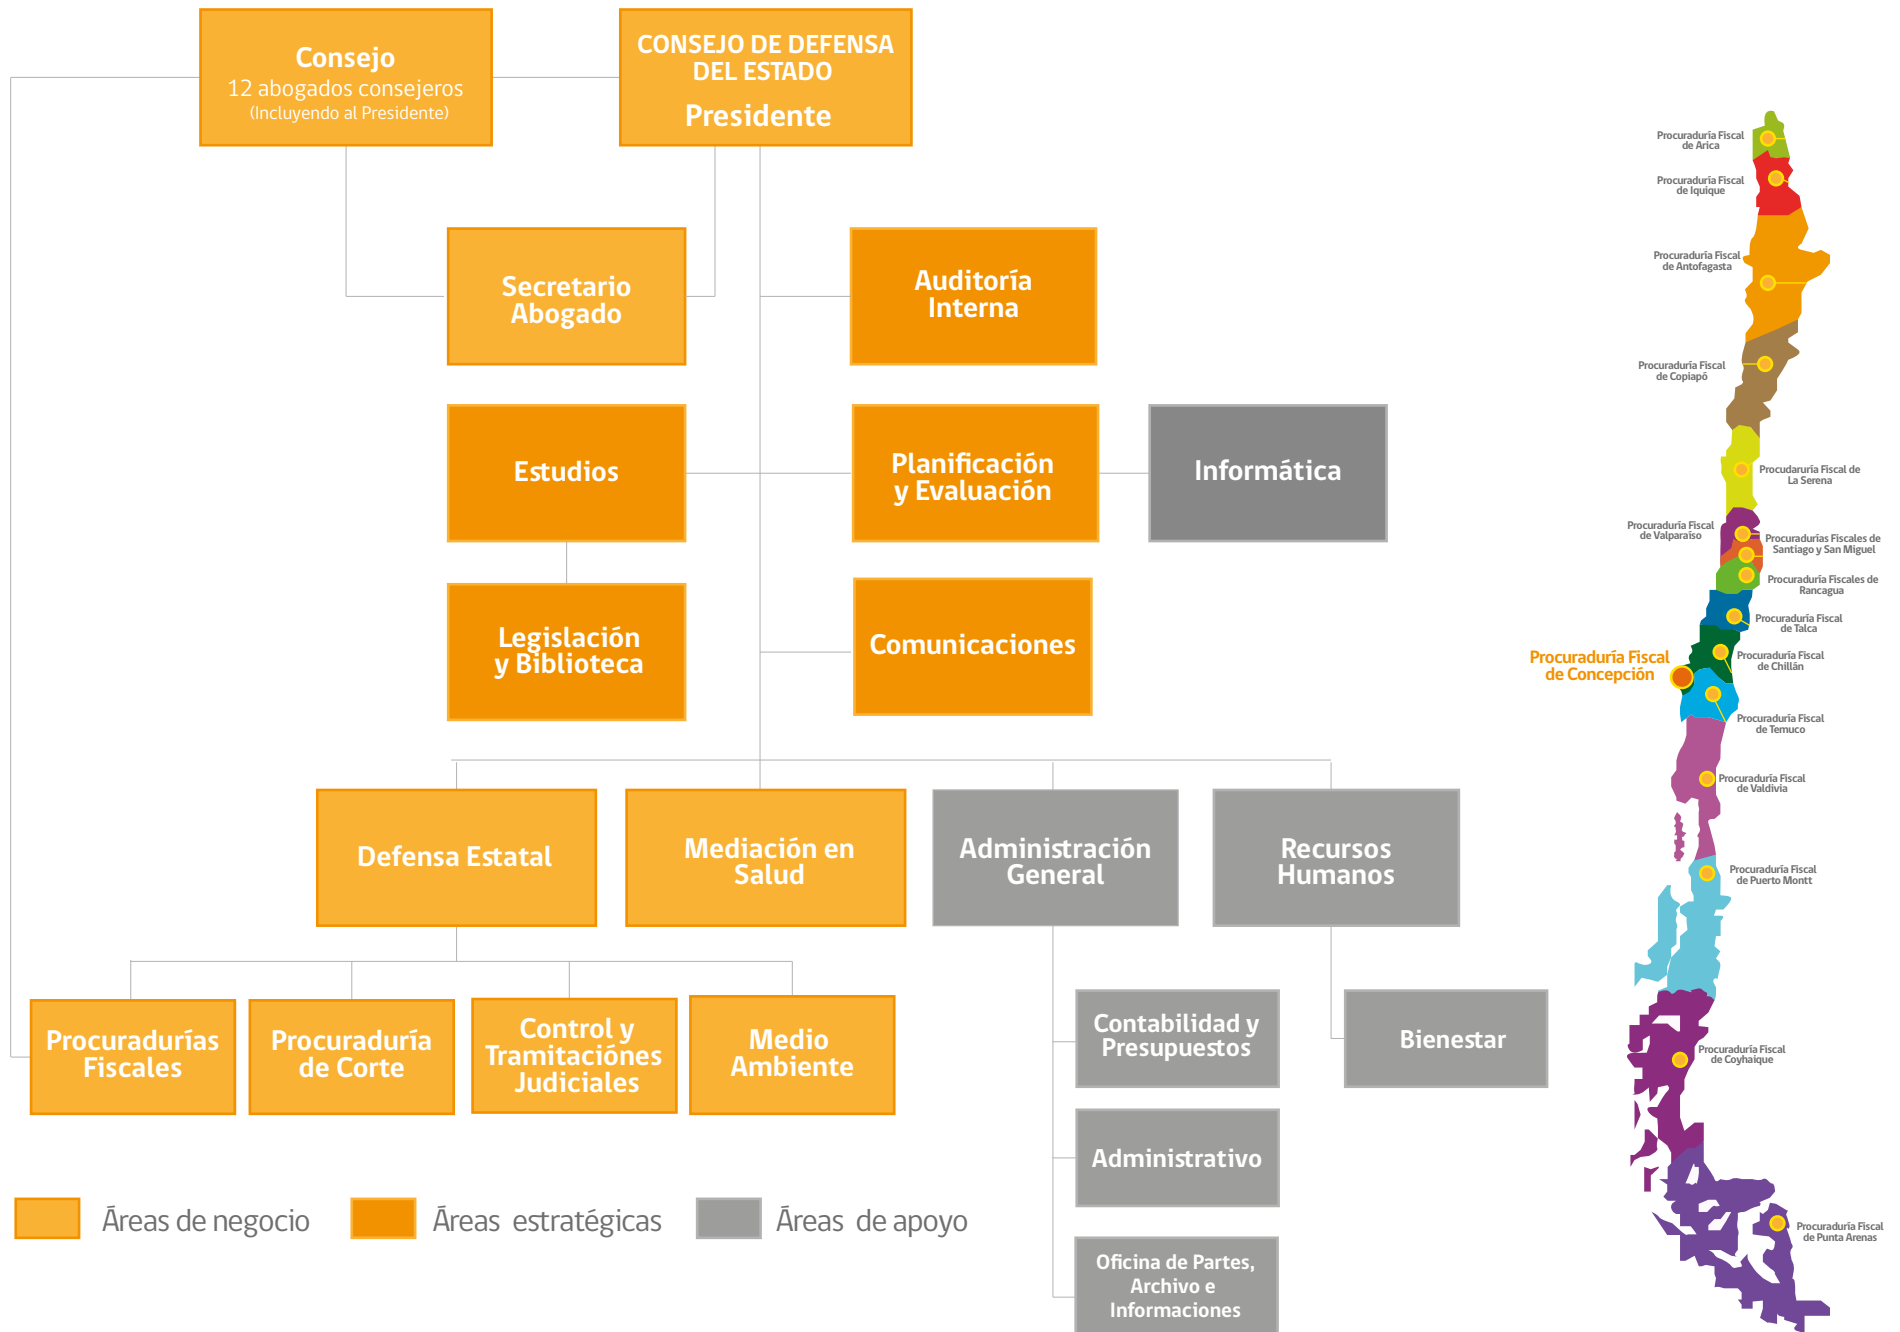 Consejo
12 abogados consejeros
(Incluyendo al Presidente)
CONSEJO DE DEFENSA
DEL ESTADO
Presidente
Secretario
Abogado
Auditoría
Interna
Estudios
Planificación
y Evaluación
Informática
Legislación
y Biblioteca
Comunicaciones
Defensa Estatal
Mediación en
Salud
Administración
General
Recursos
Humanos
Procuradurías
Fiscales
Procuraduría
de Corte
Control y
Tramitaciónes
Judiciales
Medio
Ambiente
Contabilidad y
Presupuestos
Bienestar
Administrativo
Oficina de Partes,
Archivo e
Informaciones
Áreas de negocio
Áreas estratégicas
Áreas de apoyo
Procuraduría Fiscal
de Arica
Procuraduría Fiscal
de Iquique
Procuraduría Fiscal
de Antofagasta
Procuraduría Fiscal
de Copiapó
Procudaruría Fiscal de
La Serena
Procuraduría Fiscal
de Valparaíso
Procuradurías Fiscales de
Santiago y San Miguel
Procuraduría Fiscales de
Rancagua
Procuraduría Fiscal
de Talca
Procuraduría Fiscal
de Chillán
Procuraduría Fiscal
de Concepción
Procuraduría Fiscal
de Temuco
Procuraduría Fiscal
de Valdivia
Procuraduría Fiscal
de Puerto Montt
Procuraduría Fiscal
de Coyhaique
Procuraduría Fiscal
de Punta Arenas